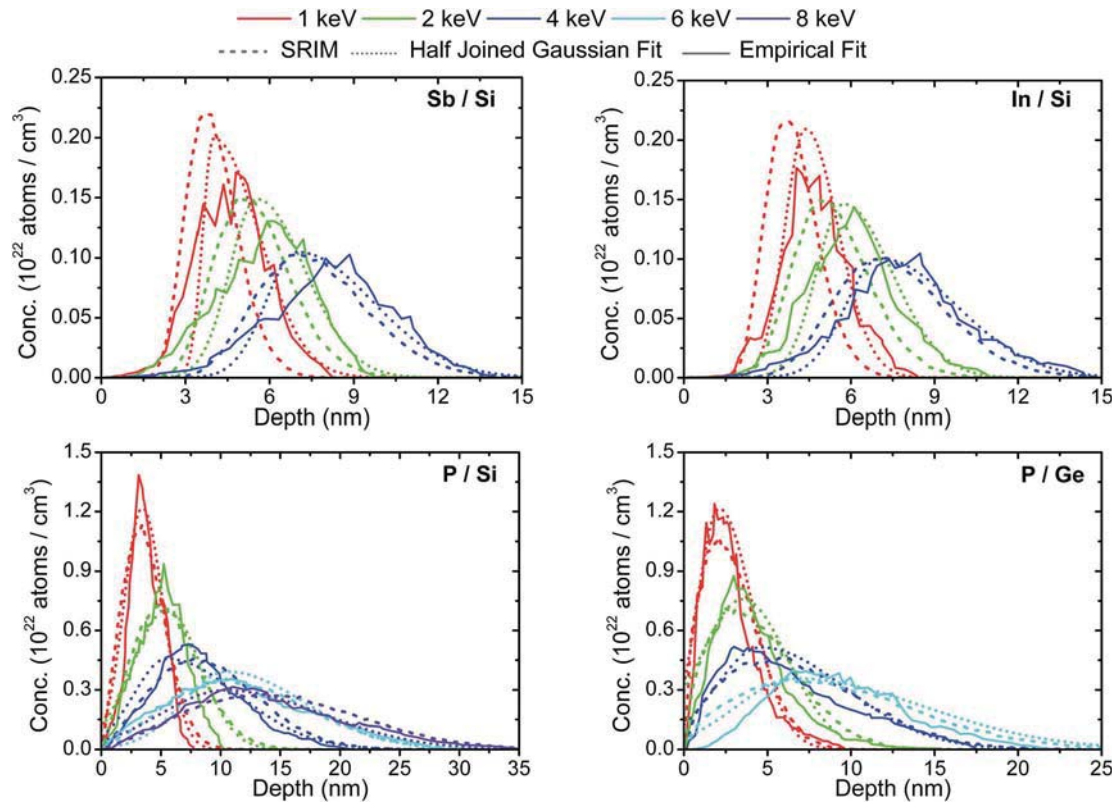 1 keV 2 keV 4 keV 6 keV 8 keV
SRIM Half Joined Gaussian Fit Empirical Fit
Sb / Si
Conc. (10²² atoms / cm³)
0.25
0.20
0.15
0.10
0.05
0.00
0 3 6 9 12 15
Depth (nm)
In / Si
Conc. (10²² atoms / cm³)
0.25
0.20
0.15
0.10
0.05
0.00
0 3 6 9 12 15
Depth (nm)
P / Si
Conc. (10²² atoms / cm³)
1.5
1.2
0.9
0.6
0.3
0.0
0 5 10 15 20 25 30 35
Depth (nm)
P / Ge
Conc. (10²² atoms / cm³)
1.5
1.2
0.9
0.6
0.3
0.0
0 5 10 15 20 25
Depth (nm)